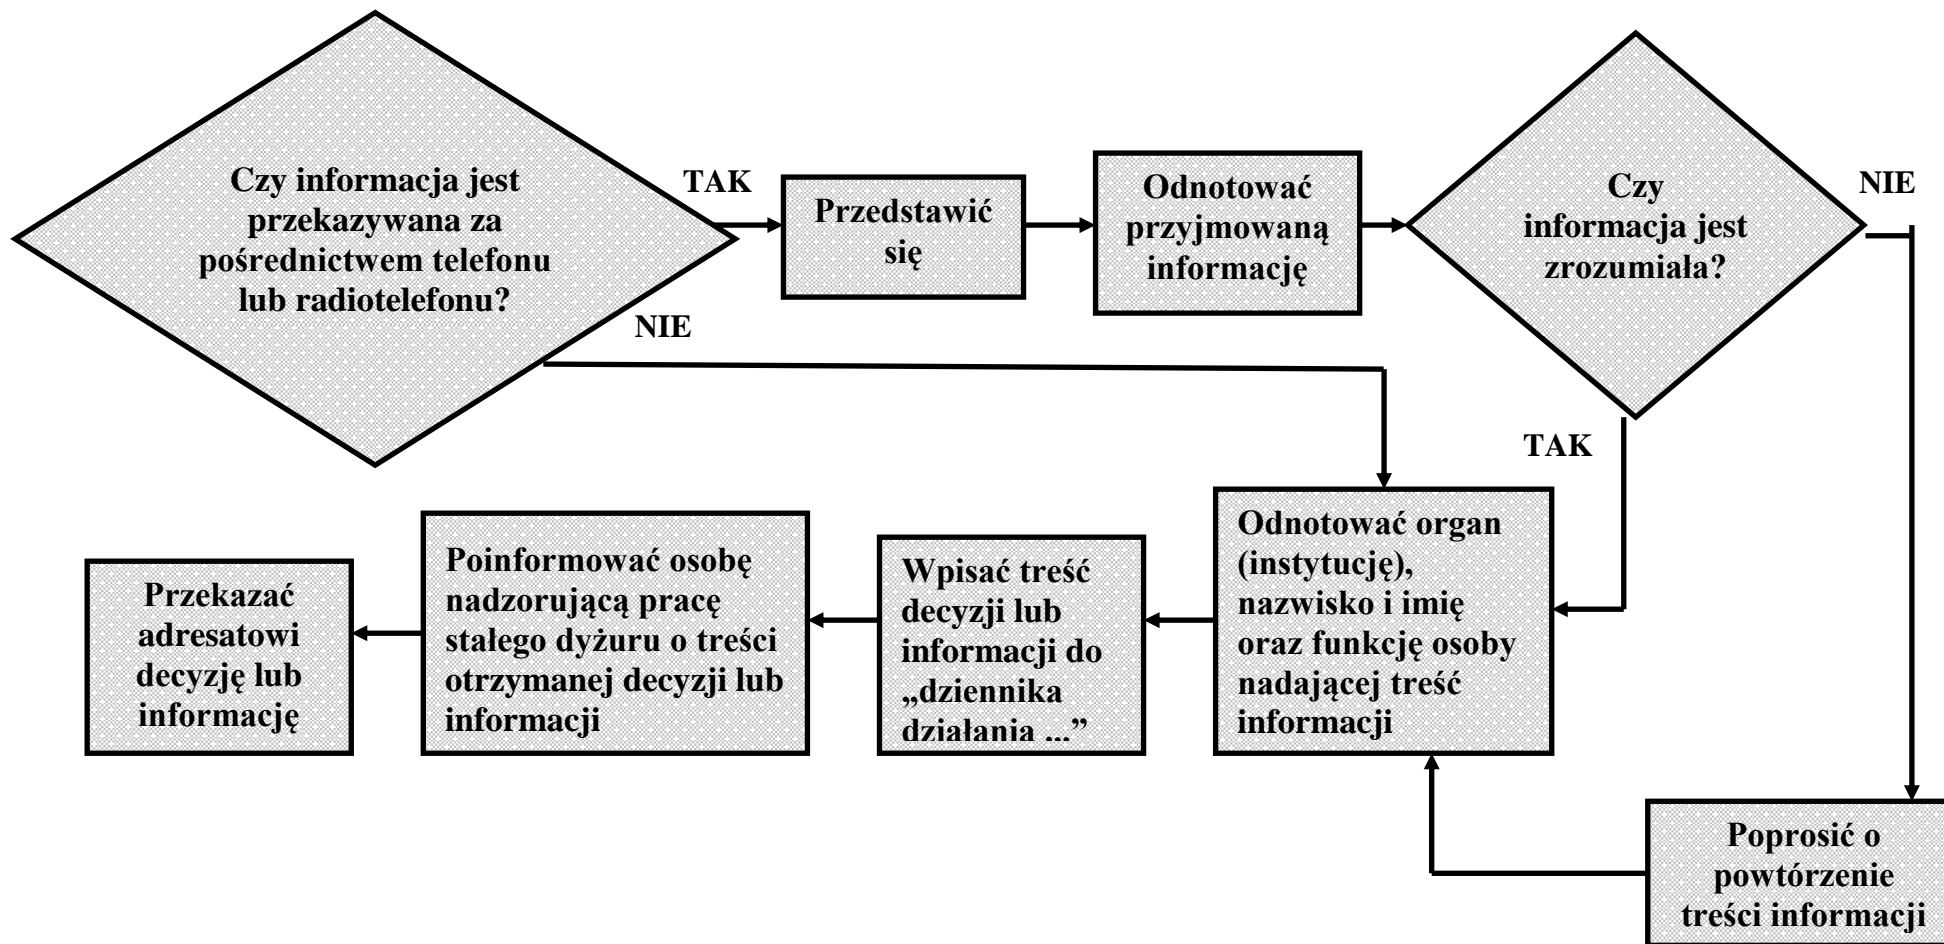 Czy informacja jest
przekazywana za
pośrednictwem telefonu
lub radiotelefonu?
TAK
NIE
Przedstawić
się
Odnotować
przyjmowaną
informację
Czy
informacja jest
zrozumiała?
NIE
TAK
Odnotować organ
(instytucję),
nazwisko i imię
oraz funkcję osoby
nadającej treść
informacji
Wpisać treść
decyzji lub
informacji do
„dziennika
działania ...”
Poinformować osobę
nadzorującą pracę
stałego dyżuru o treści
otrzymanej decyzji lub
informacji
Przekazać
adresatowi
decyzję lub
informację
Poprosić o
powtórzenie
treści informacji